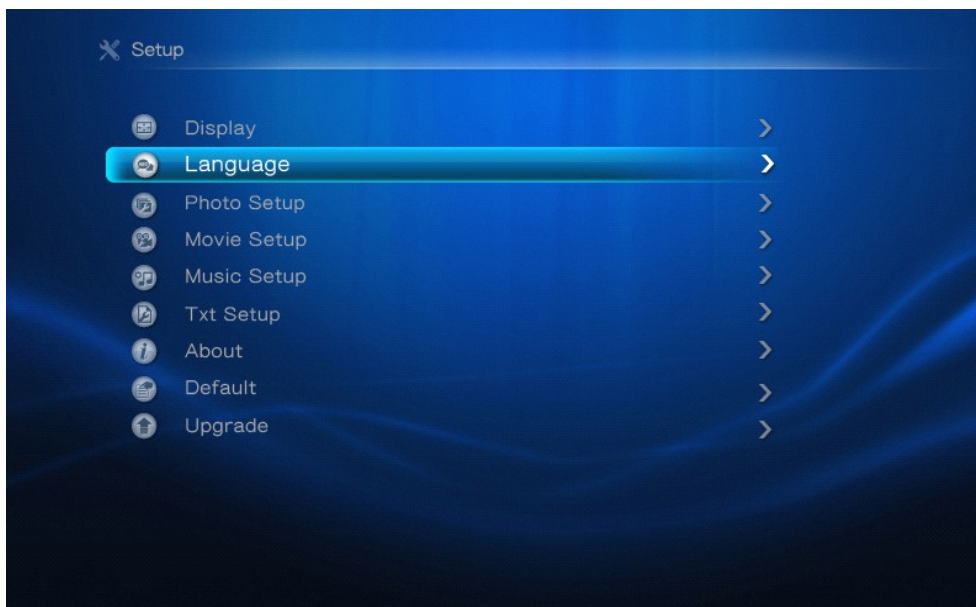 Setup
Display
Language
Photo Setup
Movie Setup
Music Setup
Txt Setup
About
Default
Upgrade